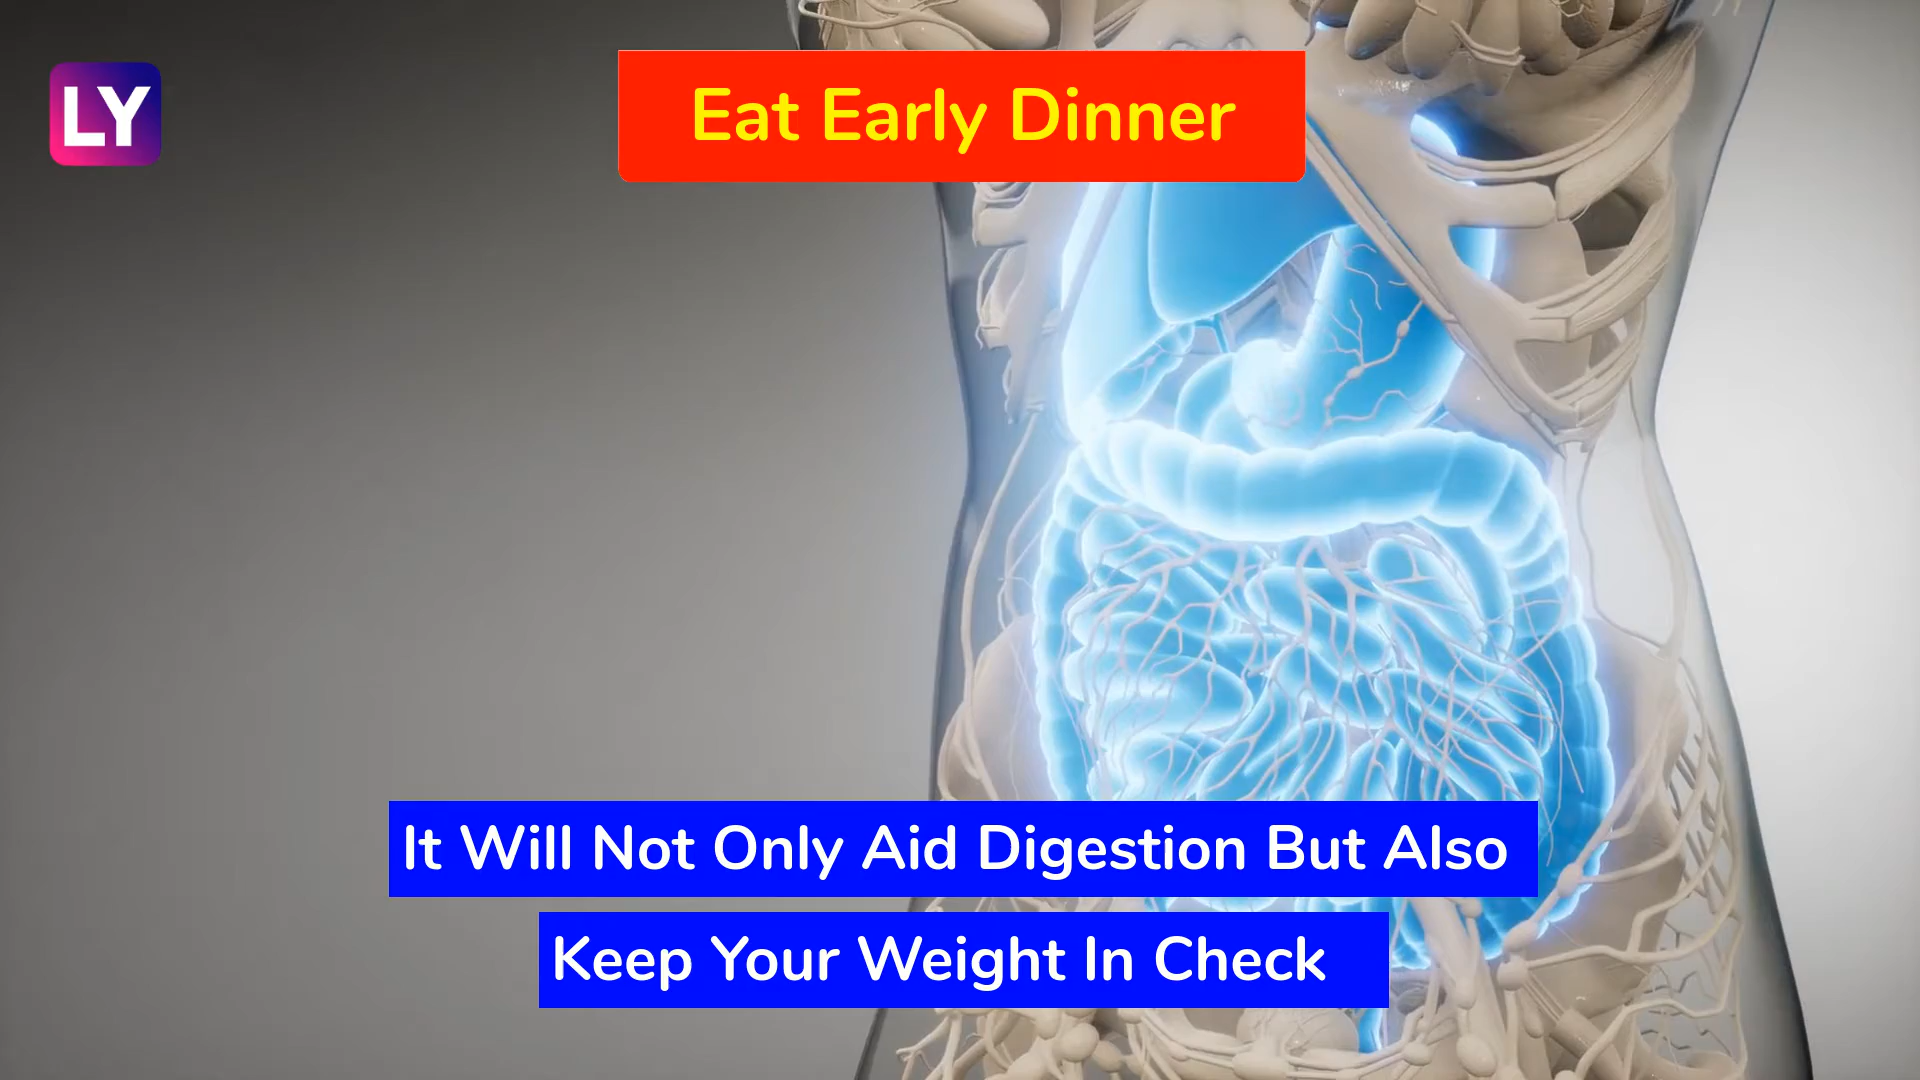 LY
Eat Early Dinner
It Will Not Only Aid Digestion But Also
Keep Your Weight In Check